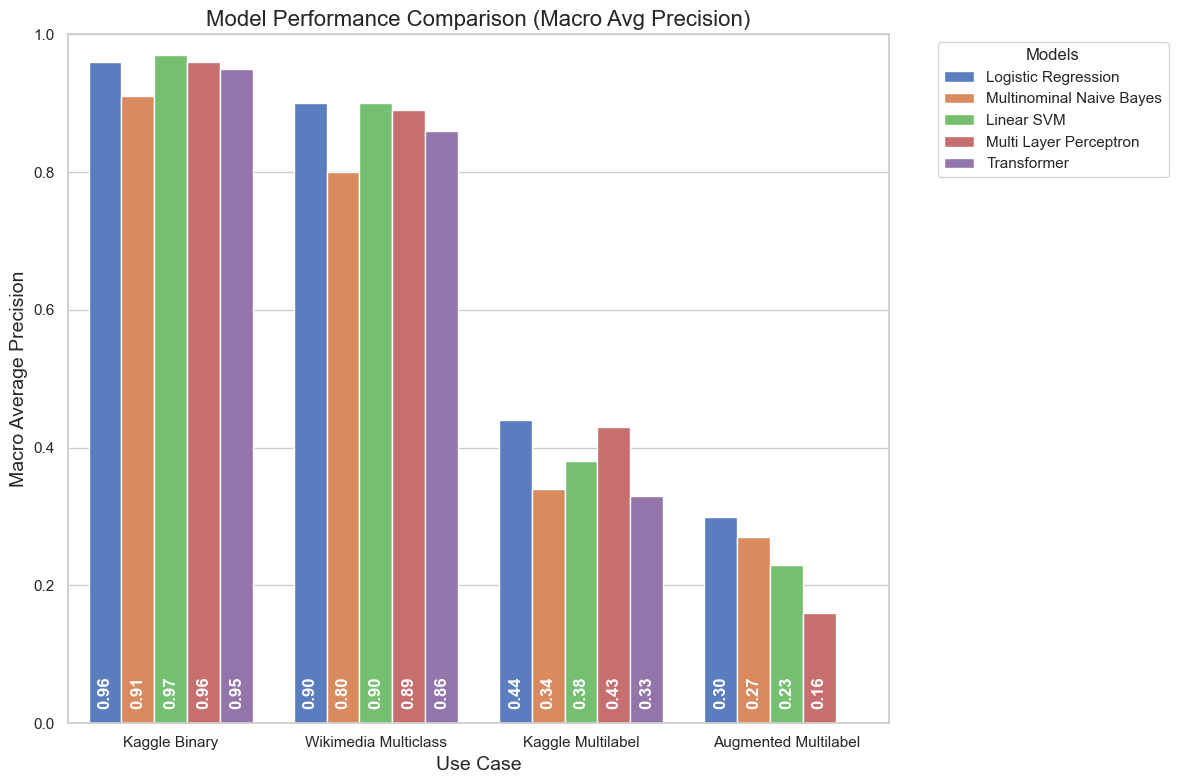 Model Performance Comparison (Macro Avg Precision)
Macro Average Precision
1.0
0.8
0.6
0.4
0.2
0.0
0.96
0.91
0.97
0.96
0.95
0.90
0.80
0.90
0.89
0.86
0.44
0.34
0.38
0.43
0.33
0.30
0.27
0.23
0.16
Kaggle Binary
Wikimedia Multiclass
Kaggle Multilabel
Augmented Multilabel
Use Case
Models
Logistic Regression
Multinominal Naive Bayes
Linear SVM
Multi Layer Perceptron
Transformer